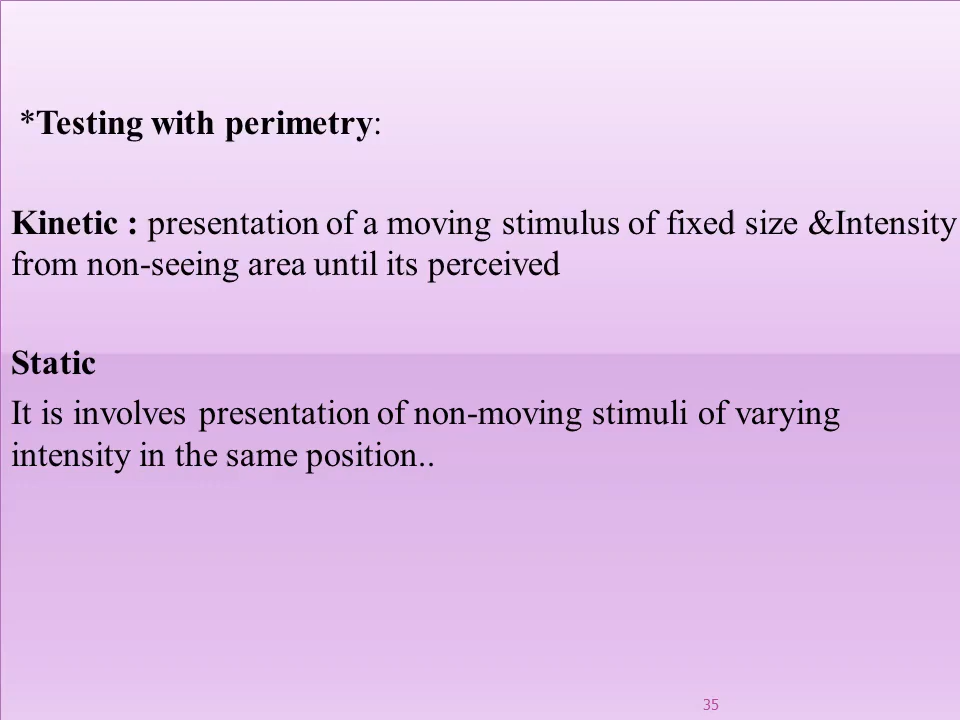 *Testing with perimetry:
Kinetic : presentation of a moving stimulus of fixed size &Intensity
from non-seeing area until its perceived
Static
It is involves presentation of non-moving stimuli of varying
intensity in the same position..
35